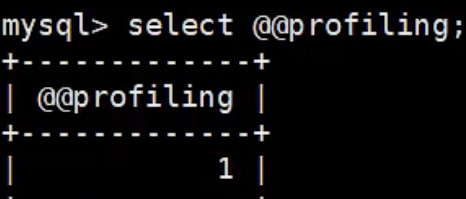 mysql> select @@profiling;
+-------------+
| @@profiling |
+-------------+
|           1 |